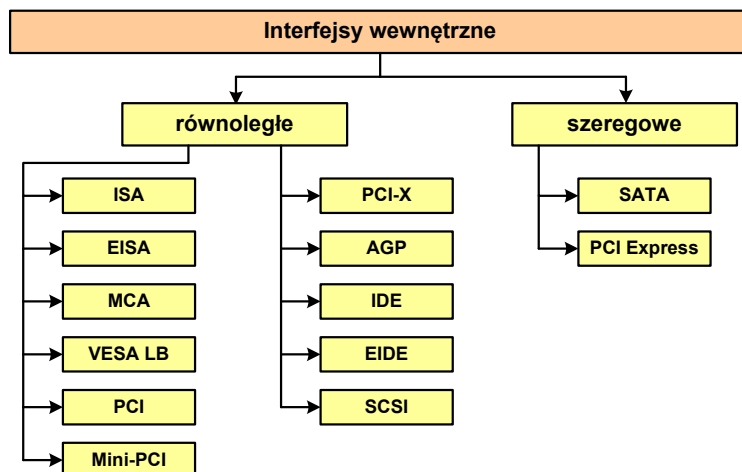 Interfejsy wewnętrzne
równoległe
szeregowe
ISA
EISA
MCA
VESA LB
PCI
Mini-PCI
PCI-X
AGP
IDE
EIDE
SCSI
SATA
PCI Express